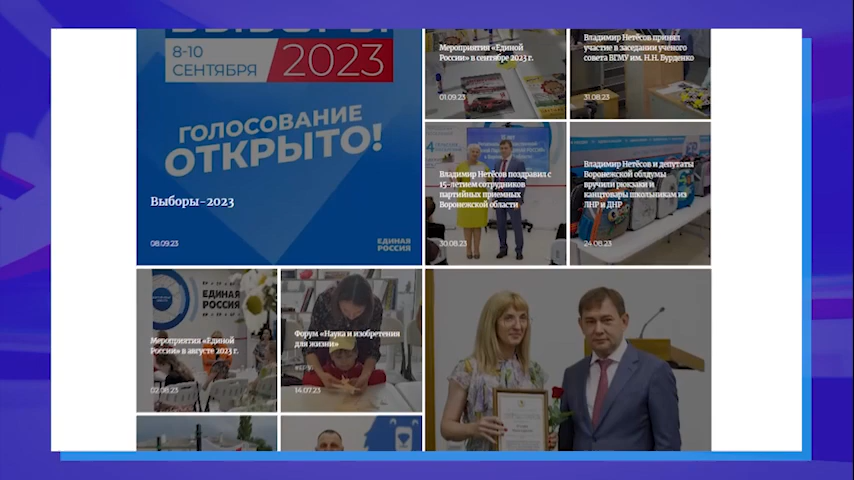 ВЫБОРЫ
8-10
СЕНТЯБРЯ
2023
ГОЛОСОВАНИЕ
ОТКРЫТО!
Выборы-2023
08.09.23
ЕДИНАЯ
РОССИЯ
Мероприятия «Единой
России» в сентябре 2023 г.
01.09.23
Владимир Нетёсов принял
участие в заседании ученого
совета ВГМУ им. Н.Н. Бурденко
31.08.23
Владимир Нетёсов поздравил с
15-летием сотрудников
партийных приемных
Воронежской области
30.08.23
Владимир Нетёсов и депутаты
Воронежской облдумы
вручили рюкзаки и
канцтовары школьникам из
ЛНР и ДНР
24.08.23
ЕДИНАЯ
РОССИЯ
Мероприятия «Единой
России» в августе 2023 г.
02.08.23
Форум «Наука и изобретения
для жизни»
14.07.23